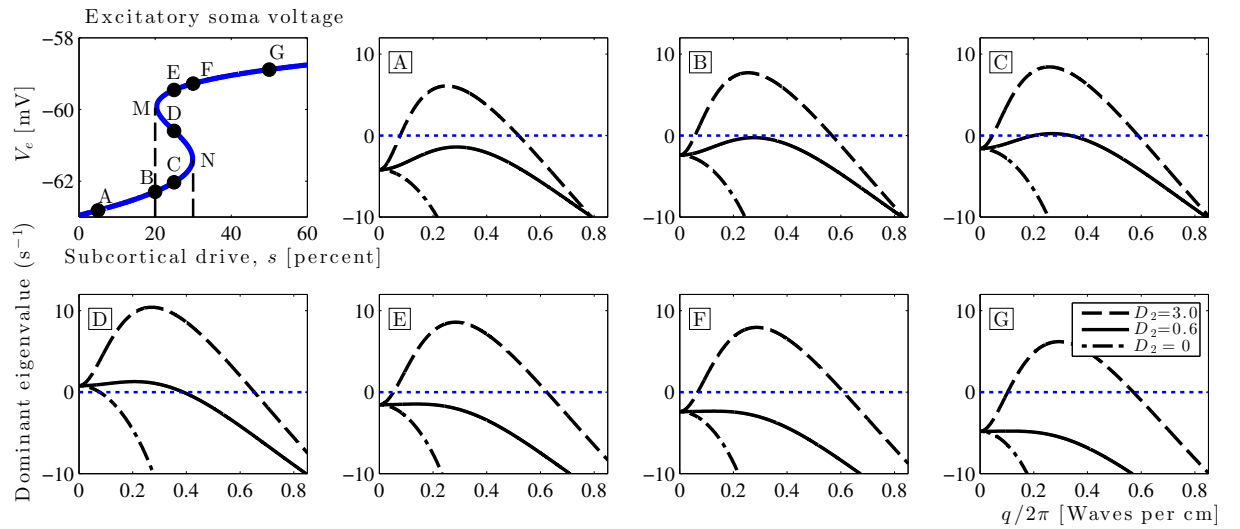 Excitatory soma voltage
−58
−60
−62
V_e [mV]
A
B
C
D
E
F
G
M
N
0 20 40 60
Subcortical drive, s [percent]
A
10
0
−10
0 0.2 0.4 0.6 0.8
B
10
0
−10
0 0.2 0.4 0.6 0.8
C
10
0
−10
0 0.2 0.4 0.6 0.8
Dominant eigenvalue (s⁻¹)
D
10
0
−10
0 0.2 0.4 0.6 0.8
E
10
0
−10
0 0.2 0.4 0.6 0.8
F
10
0
−10
0 0.2 0.4 0.6 0.8
G
D₂=3.0
D₂=0.6
D₂ = 0
10
0
−10
0 0.2 0.4 0.6 0.8
q/2π [Waves per cm]